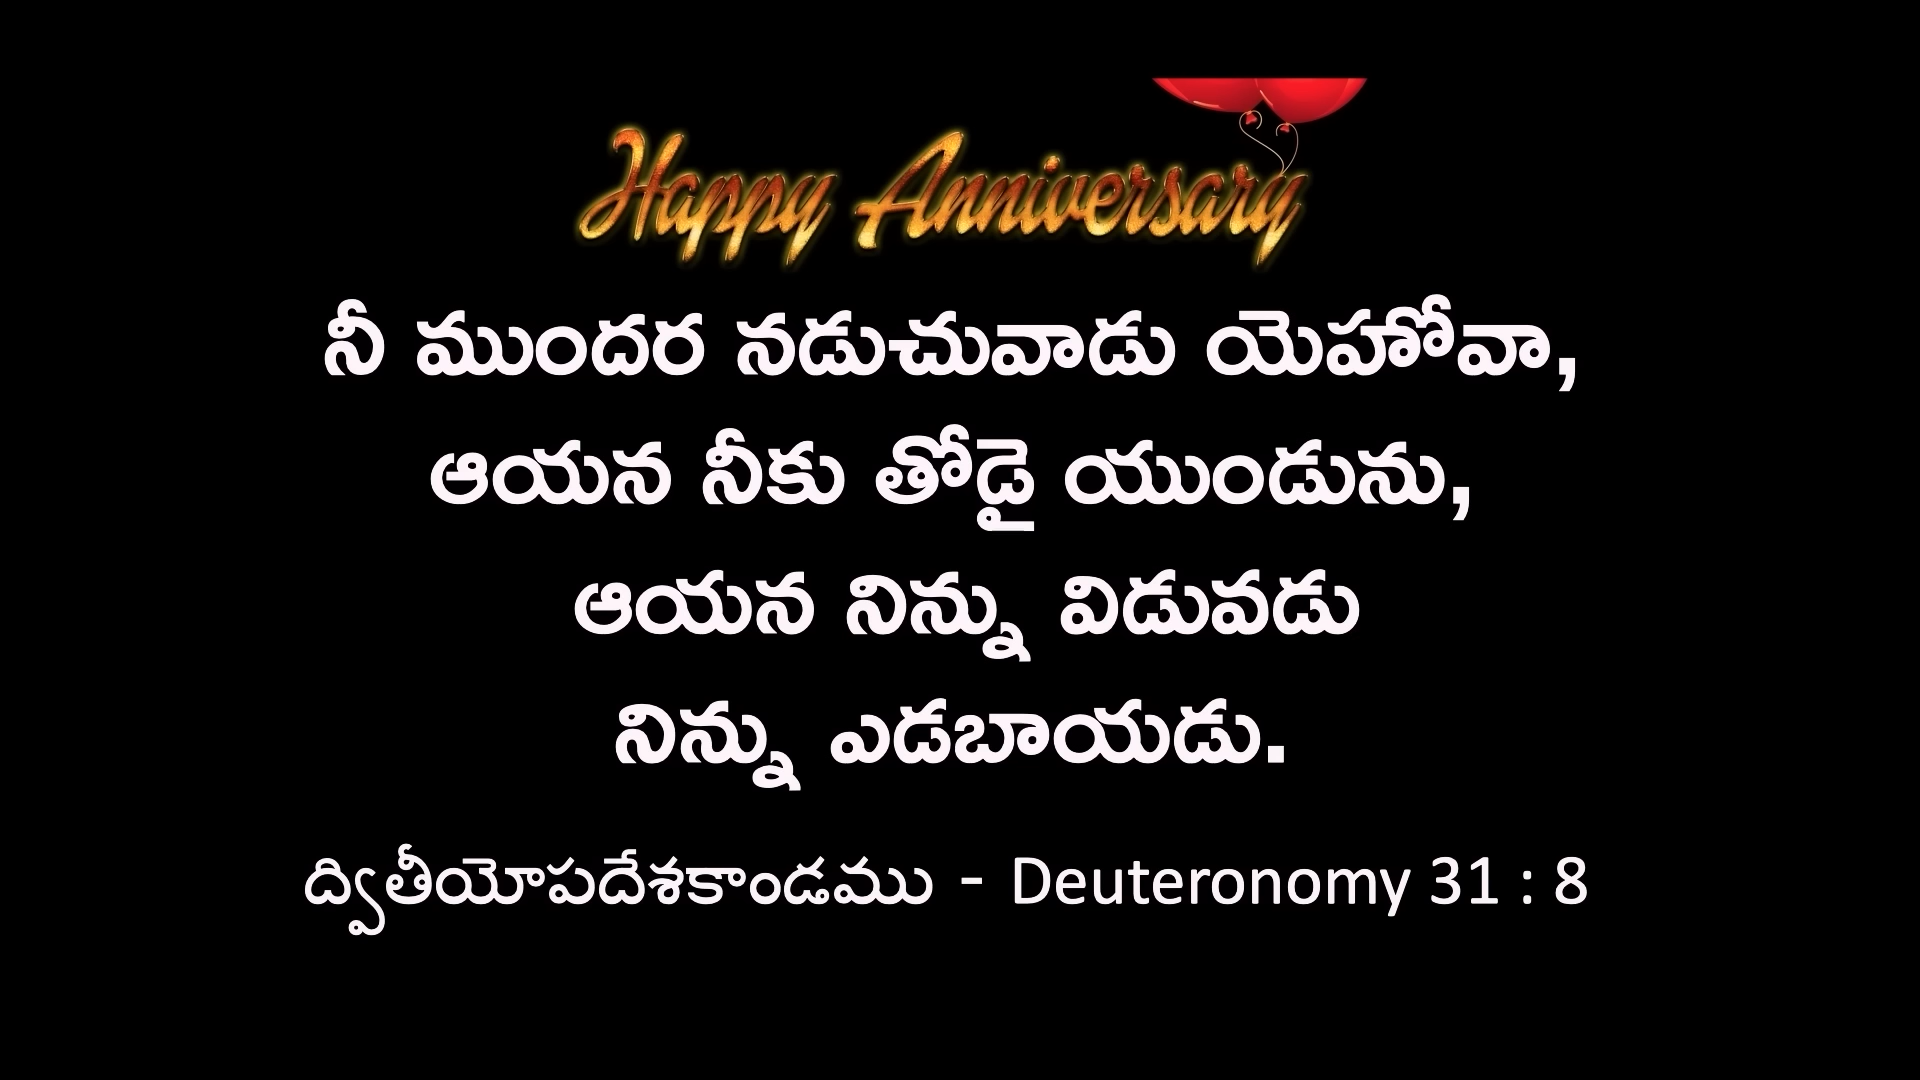 Happy Anniversary
నీ ముందర నడుచువాడు యెహోవా,
ఆయన నీకు తోడై యుండును,
ఆయన నిన్ను విడువడు
నిన్ను ఎడబాయడు.
ద్వితీయోపదేశకాండము - Deuteronomy 31 : 8